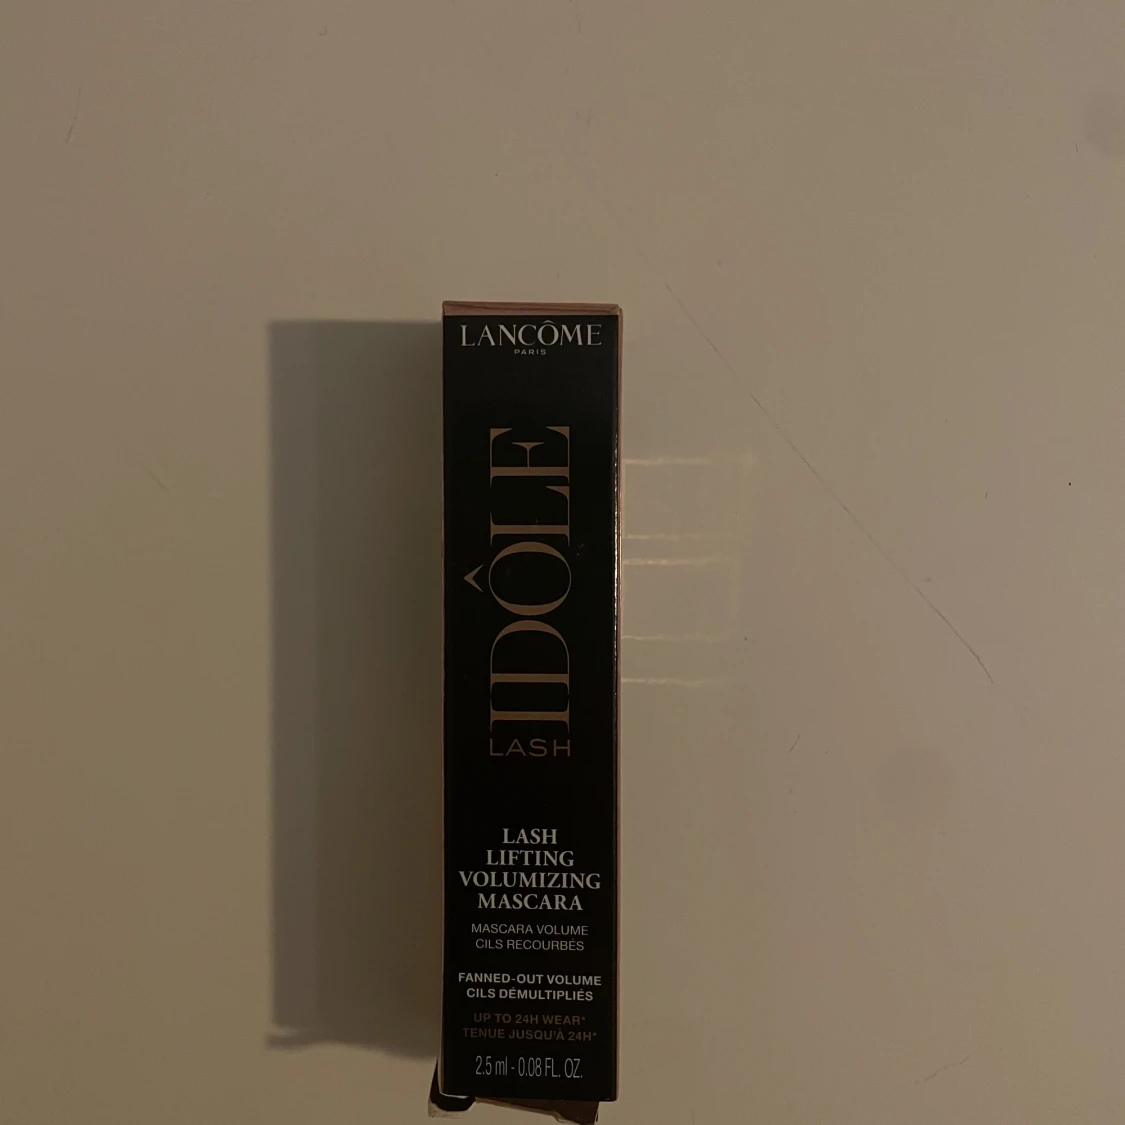 LANCÔME
PARIS
IDÔLE
LASH
LASH
LIFTING
VOLUMIZING
MASCARA
MASCARA VOLUME
CILS RECOURBÉS
FANNED-OUT VOLUME
CILS DÉMULTIPLIÉS
UP TO 24H WEAR*
TENUE JUSQU'À 24H*
2.5 ml - 0.08 FL. OZ.